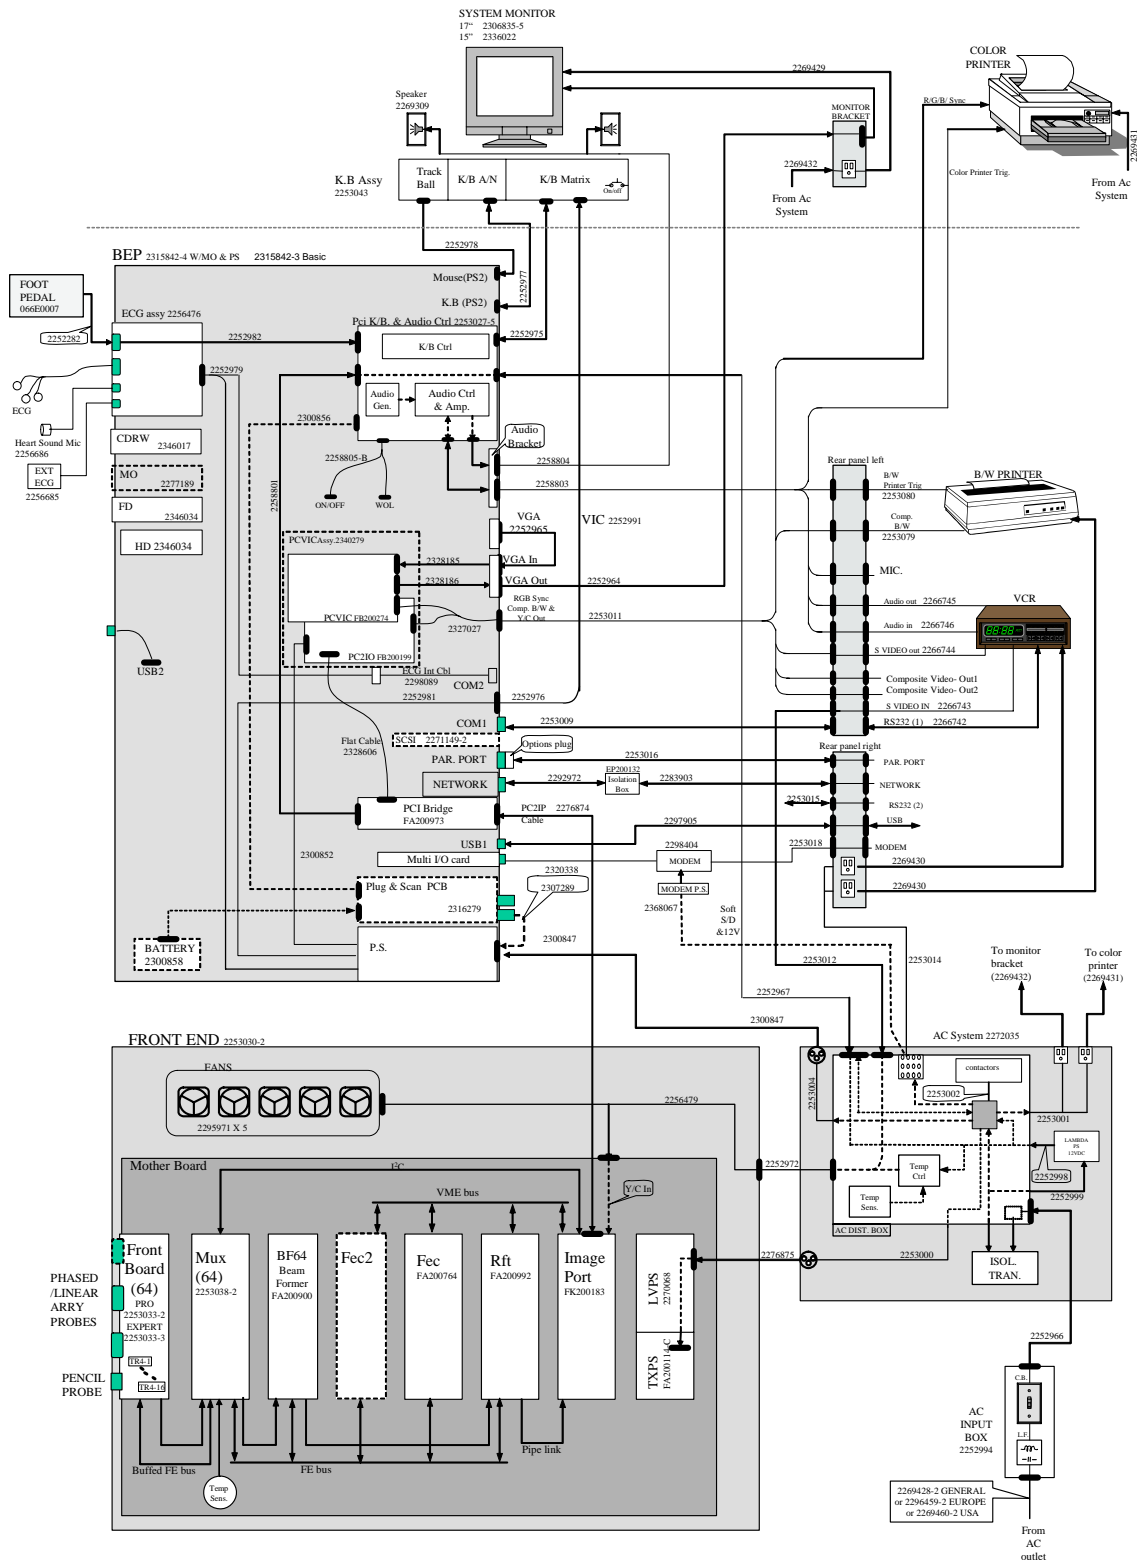 SYSTEM MONITOR
17“ 2306835-5
15” 2336022
Speaker
2269309
2269429
MONITOR
BRACKET
COLOR
PRINTER
R/G/B/ Sync
2269431
2269432
From Ac
System
Color Printer Trig.
From Ac
System
K.B Assy
2253043
Track
Ball
K/B A/N
K/B Matrix
On/off
2252978
2252977
BEP 2315842-4 W/MO & PS 2315842-3 Basic
Mouse(PS2)
K.B (PS2)
FOOT
PEDAL
066E0007
2252282
ECG assy 2256476
2252982
2252979
Pci K/B. & Audio Ctrl 2253027-5
2252975
K/B Ctrl
Audio
Gen.
Audio Ctrl
& Amp.
2300856
ECG
Heart Sound Mic
2256686
EXT
ECG
2256685
CDRW 2346017
MO
2277189
FD
2346034
HD 2346034
2258805-B
ON/OFF
WOL
2258801
Audio
Bracket
2258804
2258803
VIC 2252991
VGA
2252965
VGA In
VGA Out
2252964
PCVICAssy.2340279
2328185
2328186
PCVIC FB200274
PC2IO FB200199
2327027
RGB Sync
Comp. B/W &
Y/C Out
2253011
USB2
ECG Int Cbl
2298089
COM2
2252981
2252976
COM1
2253009
SCSI 2271149-2
Options plug
Flat Cable
2328606
PAR. PORT
2253016
NETWORK
2292972
EP200132
Isolation
Box
2283903
PCI Bridge
FA200973
PC2IP 2276874
Cable
USB1
2297905
Multi I/O card
2298404
MODEM
2253018
MODEM P.S.
2368067
2300852
Plug & Scan PCB
2316279
2320338
2307289
BATTERY
2300858
P.S.
2300847
Soft
S/D
&12V
Rear panel left
B/W
Printer Trig
2253080
Comp.
B/W
2253079
MIC.
B/W PRINTER
VCR
Audio out 2266745
Audio in 2266746
S VIDEO out 2266744
Composite Video- Out1
Composite Video- Out2
S VIDEO IN 2266743
RS232 (1) 2266742
Rear panel right
PAR. PORT
NETWORK
2253015
RS232 (2)
USB
MODEM
2269430
2269430
2253012
2253014
2252967
2300847
To monitor
bracket
(2269432)
To color
printer
(2269431)
FRONT END 2253030-2
FANS
2295971 X 5
2256479
2252972
AC System 2272035
contactors
2253002
2253004
2253001
LAMBDA
PS
12VDC
2252998
2252999
Temp
Ctrl
Temp
Sens.
AC DIST. BOX
2253000
ISOL.
TRAN.
Mother Board
I²C
VME bus
Y/C In
2276875
PHASED
/LINEAR
ARRY
PROBES
PENCIL
PROBE
Front
Board
(64)
PRO
2253033-2
EXPERT
2253033-3
TR4-1
TR4-16
Mux
(64)
2253038-2
BF64
Beam
Former
FA200900
Fec2
Fec
FA200764
Rft
FA200992
Image
Port
FK200183
LVPS
2270068
TXPS
FA200114-C
Buffed FE bus
FE bus
Pipe link
Temp
Sens.
2252966
C.B.
L.F.
AC
INPUT
BOX
2252994
2269428-2 GENERAL
or 2296459-2 EUROPE
or 2269460-2 USA
From
AC
outlet